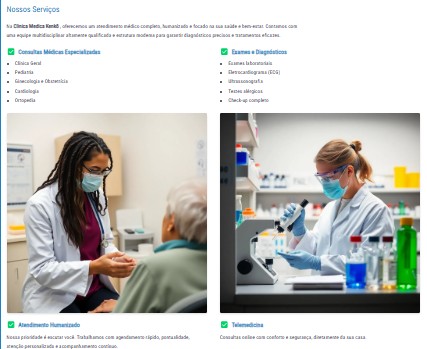 Nossos Serviços
Na Clínica Médica Kenkō, oferecemos um atendimento médico completo, humanizado e focado na sua saúde e bem-estar. Contamos com
uma equipe multidisciplinar altamente qualificada e estrutura moderna para garantir diagnósticos precisos e tratamentos eficazes.
Consultas Médicas Especializadas
Clínica Geral
Pediatria
Ginecologia e Obstetrícia
Cardiologia
Ortopedia
Exames e Diagnósticos
Exames laboratoriais
Eletrocardiograma (ECG)
Ultrassonografia
Testes alérgicos
Check-up completo
Atendimento Humanizado
Nossa prioridade é escutar você. Trabalhamos com agendamento rápido, pontualidade,
atenção personalizada e acompanhamento contínuo.
Telemedicina
Consultas online com conforto e segurança, diretamente da sua casa.